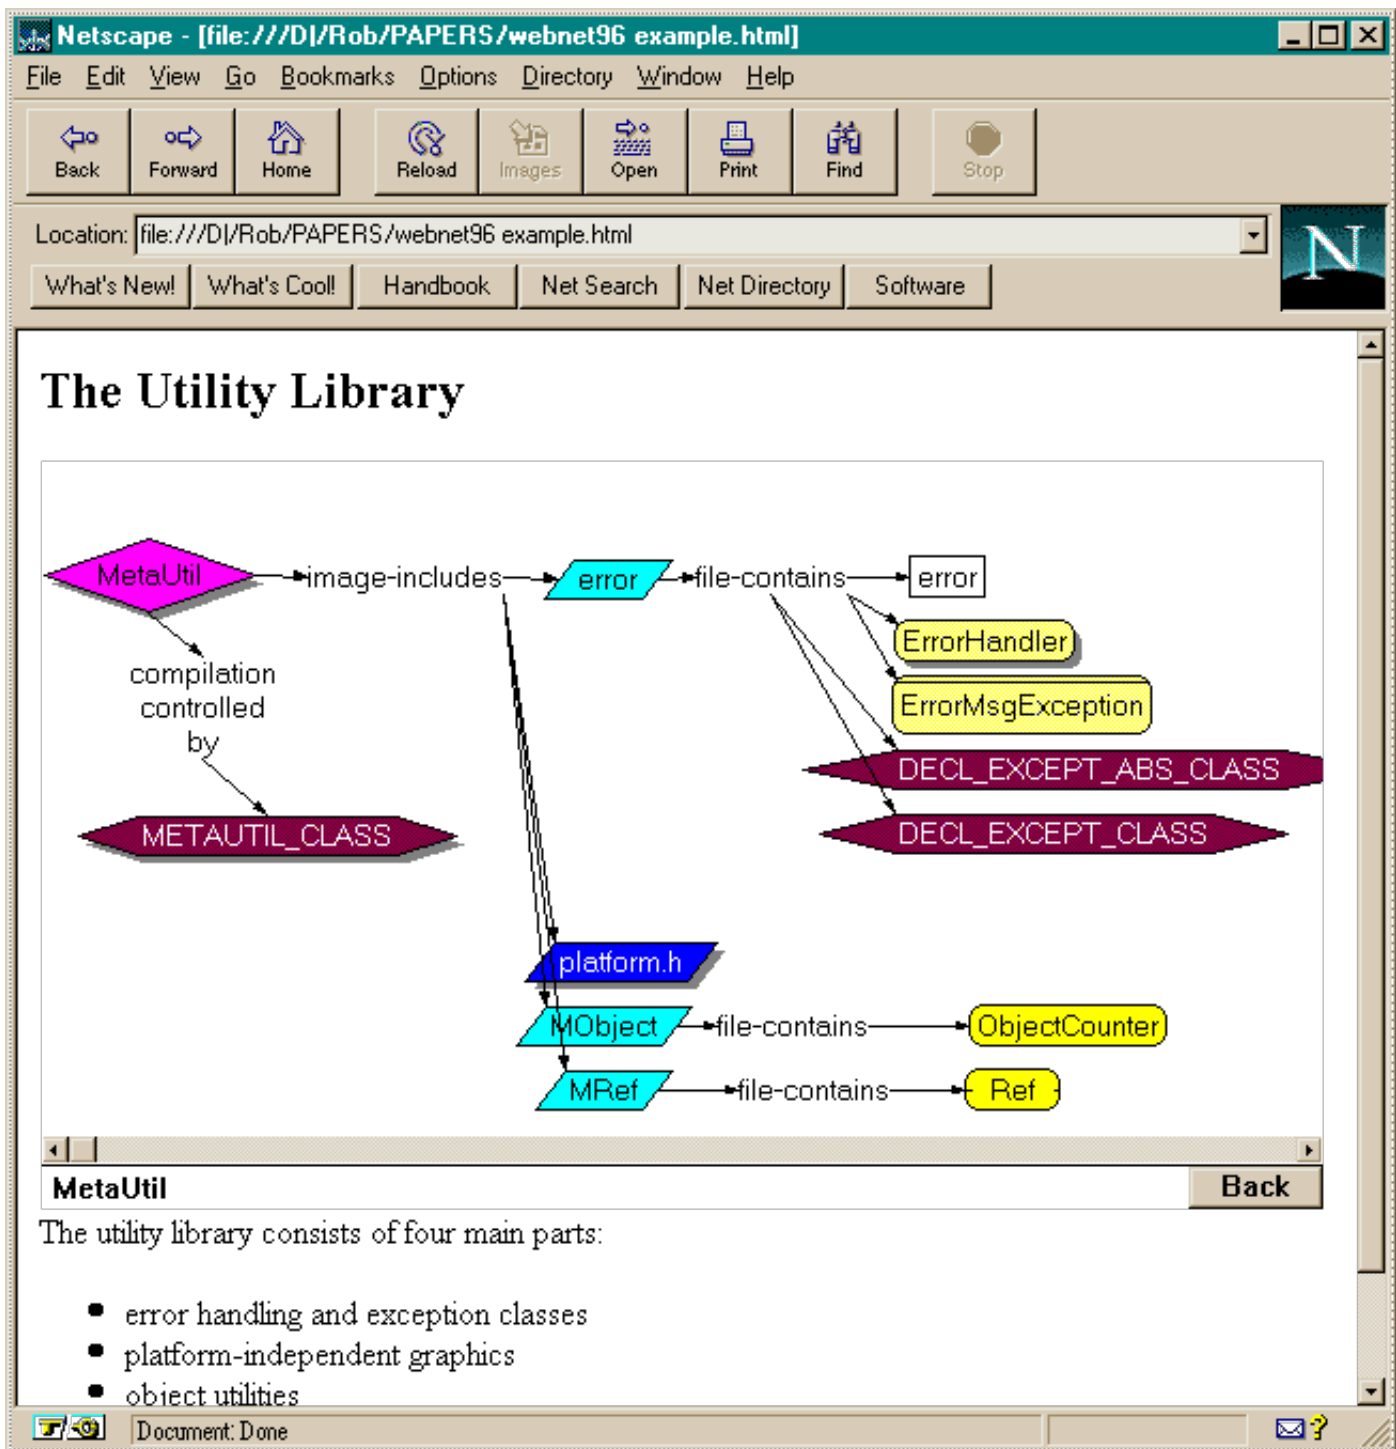 Netscape - [file:///D|/Rob/PAPERS/webnet96 example.html]
File Edit View Go Bookmarks Options Directory Window Help
Back Forward Home Reload Images Open Print Find Stop
Location: file:///D|/Rob/PAPERS/webnet96 example.html
N
What's New! What's Cool! Handbook Net Search Net Directory Software
The Utility Library
MetaUtil image-includes error file-contains error
ErrorHandler
compilation
controlled
by
ErrorMsgException
DECL_EXCEPT_ABS_CLASS
METAUTIL_CLASS
DECL_EXCEPT_CLASS
platform.h
MObject file-contains ObjectCounter
MRef file-contains Ref
MetaUtil Back
The utility library consists of four main parts:
error handling and exception classes
platform-independent graphics
object utilities
Document: Done
?